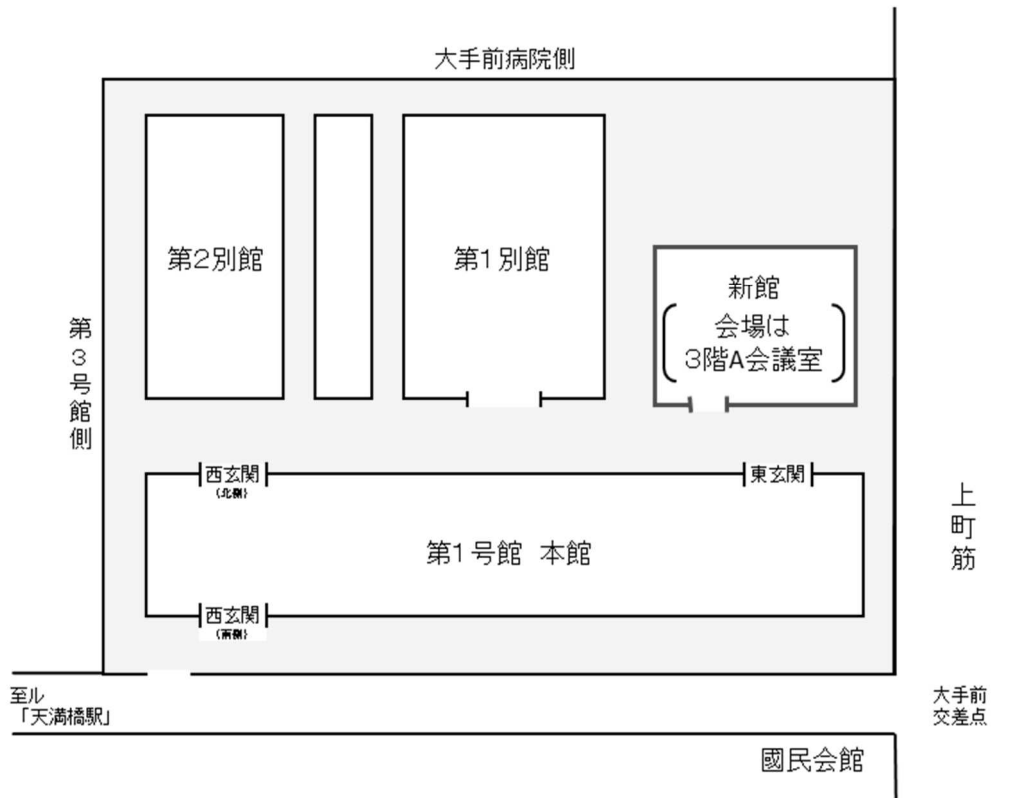 大手前病院側
第2別館
第1別館
新館
会場は
3階A会議室
第3号館側
西玄関
(北側)
東玄関
第1号館 本館
西玄関
(南側)
上町筋
至ル
「天満橋駅」
大手前
交差点
國民会館